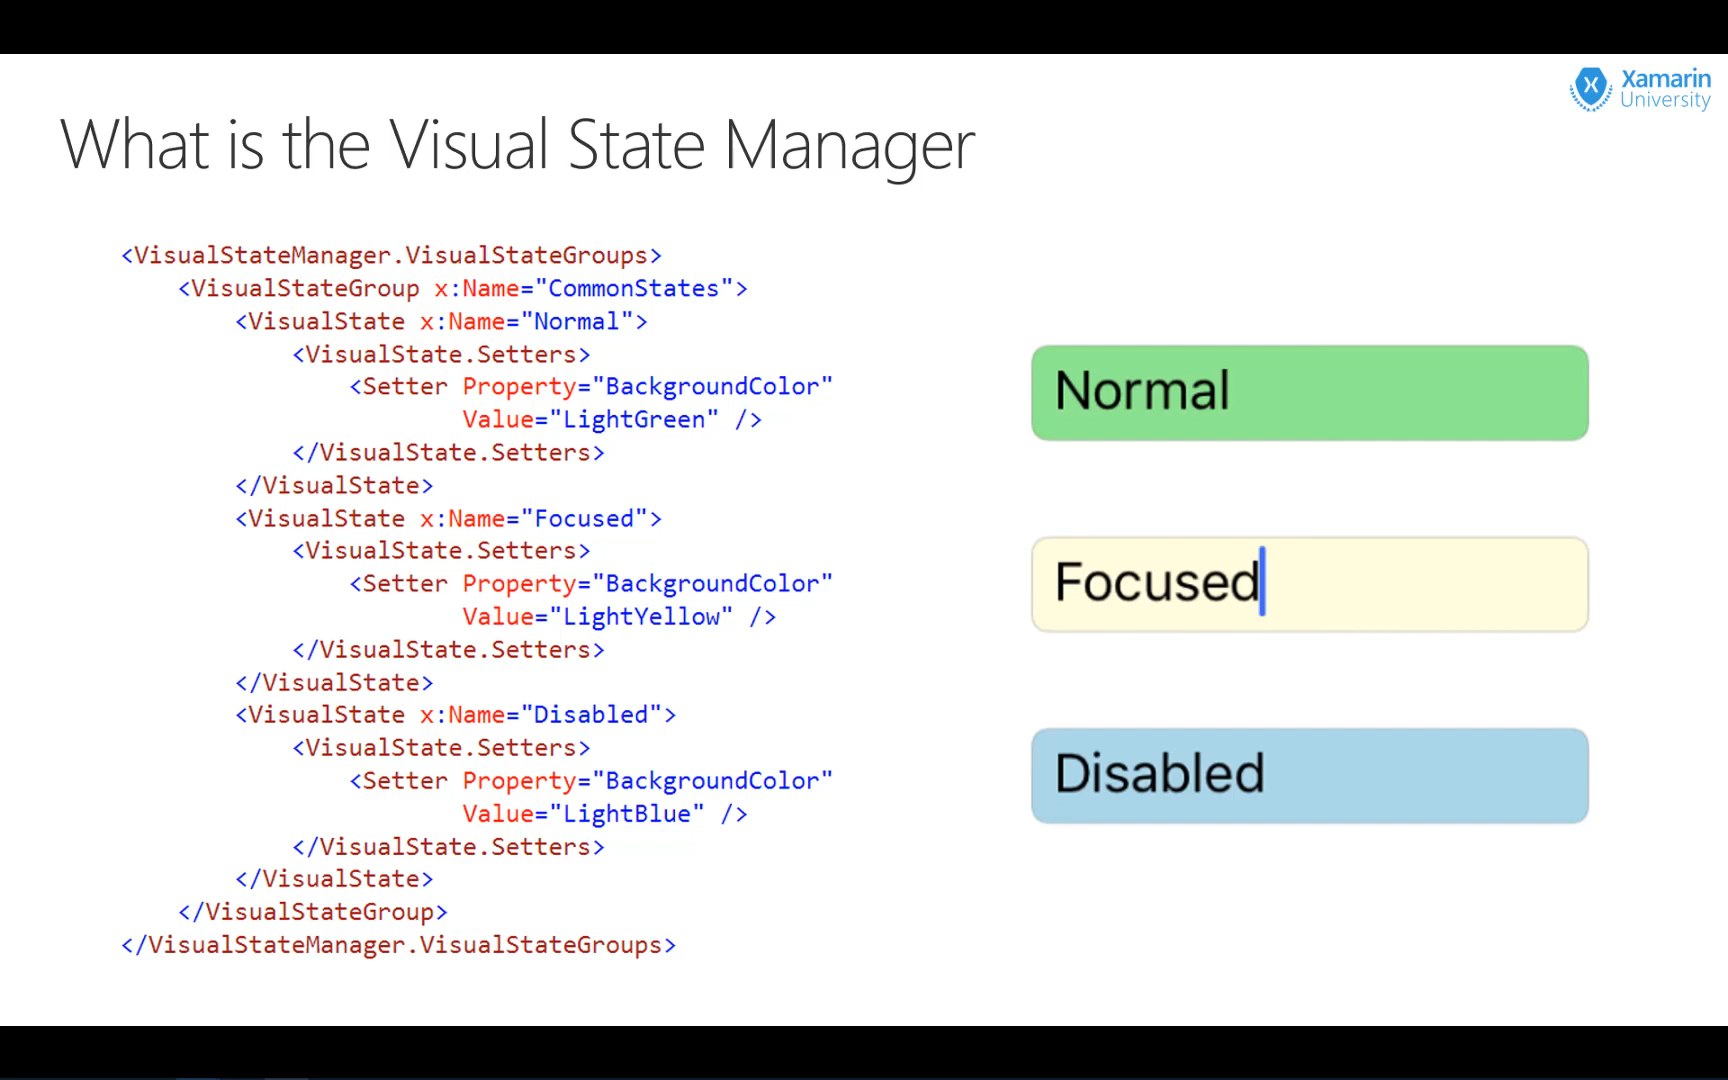 Xamarin
University
What is the Visual State Manager
<VisualStateManager.VisualStateGroups>
<VisualStateGroup x:Name="CommonStates">
<VisualState x:Name="Normal">
<VisualState.Setters>
<Setter Property="BackgroundColor"
Value="LightGreen" />
</VisualState.Setters>
</VisualState>
<VisualState x:Name="Focused">
<VisualState.Setters>
<Setter Property="BackgroundColor"
Value="LightYellow" />
</VisualState.Setters>
</VisualState>
<VisualState x:Name="Disabled">
<VisualState.Setters>
<Setter Property="BackgroundColor"
Value="LightBlue" />
</VisualState.Setters>
</VisualState>
</VisualStateGroup>
</VisualStateManager.VisualStateGroups>
Normal
Focused
Disabled